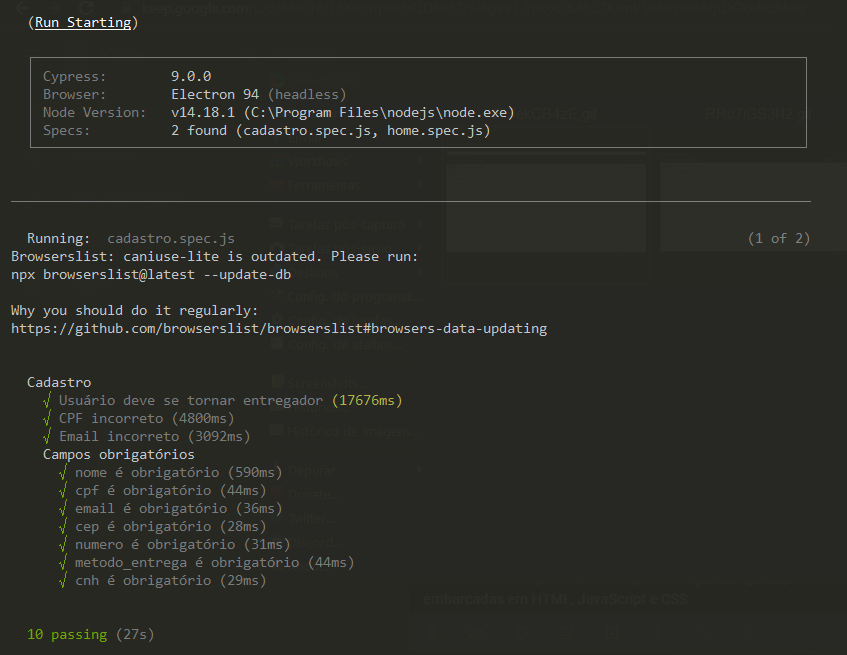 (Run Starting)
Cypress: 9.0.0
Browser: Electron 94 (headless)
Node Version: v14.18.1 (C:\Program Files\nodejs\node.exe)
Specs: 2 found (cadastro.spec.js, home.spec.js)
Running: cadastro.spec.js (1 of 2)
Browserslist: caniuse-lite is outdated. Please run:
npx browserslist@latest --update-db
Why you should do it regularly:
https://github.com/browserslist/browserslist#browsers-data-updating
Cadastro
√ Usuário deve se tornar entregador (17676ms)
√ CPF incorreto (4800ms)
√ Email incorreto (3092ms)
Campos obrigatórios
√ nome é obrigatório (590ms)
√ cpf é obrigatório (44ms)
√ email é obrigatório (36ms)
√ cep é obrigatório (28ms)
√ numero é obrigatório (31ms)
√ metodo_entrega é obrigatório (44ms)
√ cnh é obrigatório (29ms)
10 passing (27s)